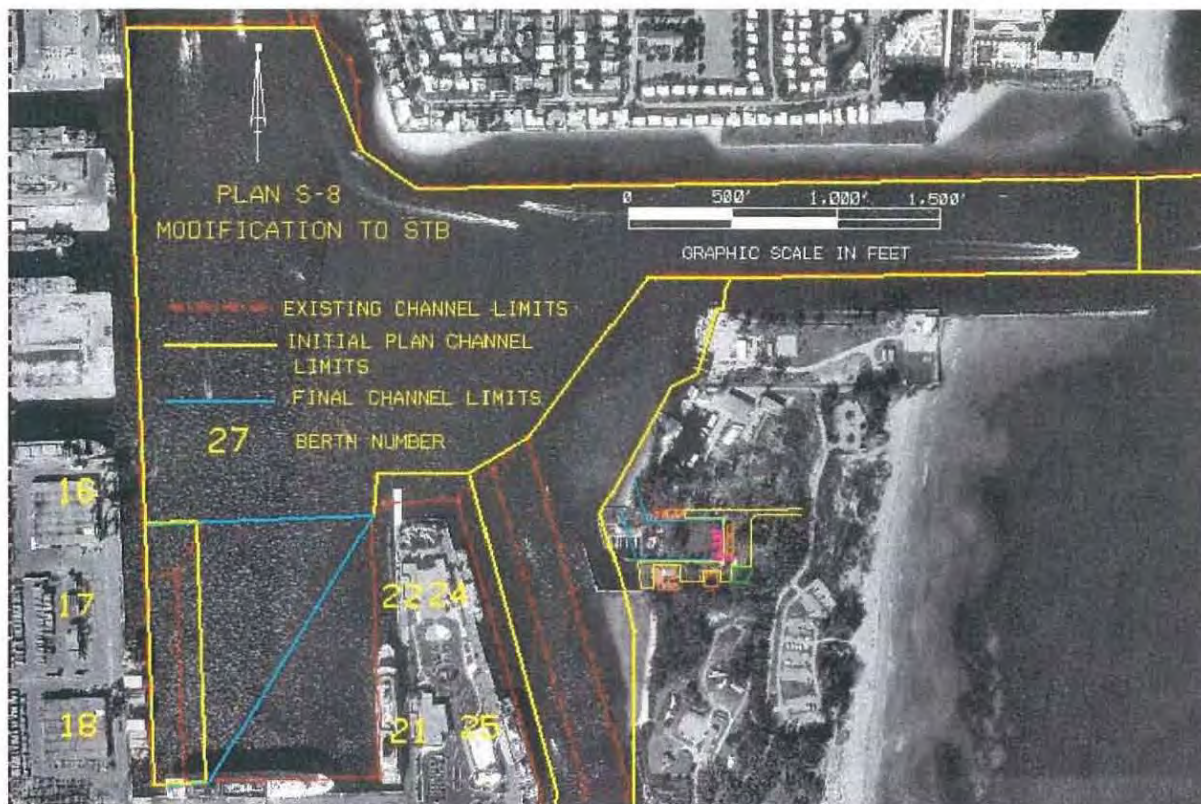 PLAN S-8
MODIFICATION TO STB
0 500' 1,000' 1,500'
GRAPHIC SCALE IN FEET
EXISTING CHANNEL LIMITS
INITIAL PLAN CHANNEL
LIMITS
FINAL CHANNEL LIMITS
27 BERTH NUMBER
16
17
22 24
18
21 25